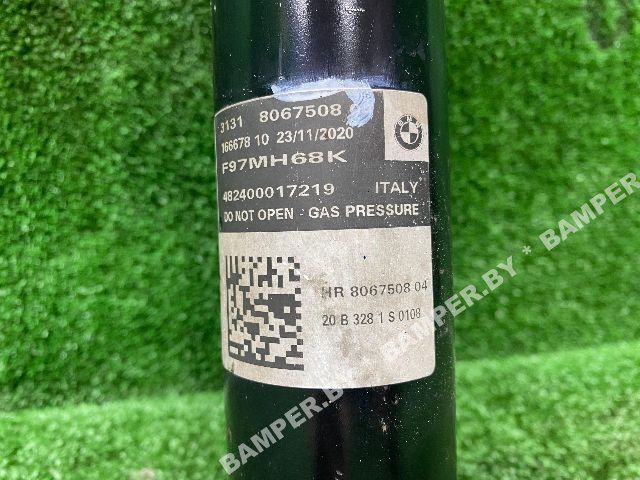 3131 8067508
166678 10 23/11/2020
F97MH68K
BMW
482400017219 ITALY
DO NOT OPEN - GAS PRESSURE
HR 8067508 04
20 B 328 1 S 0108
BAMPER.BY * BAMPER.BY * BAMPER.BY